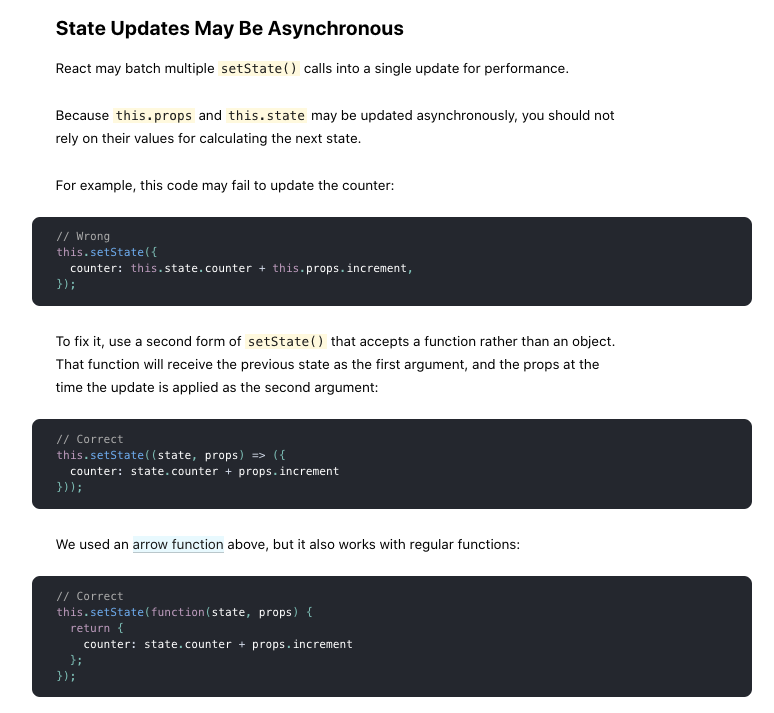 State Updates May Be Asynchronous
React may batch multiple setState() calls into a single update for performance.
Because this.props and this.state may be updated asynchronously, you should not
rely on their values for calculating the next state.
For example, this code may fail to update the counter:
// Wrong
this.setState({
  counter: this.state.counter + this.props.increment,
});
To fix it, use a second form of setState() that accepts a function rather than an object.
That function will receive the previous state as the first argument, and the props at the
time the update is applied as the second argument:
// Correct
this.setState((state, props) => ({
  counter: state.counter + props.increment
}));
We used an arrow function above, but it also works with regular functions:
// Correct
this.setState(function(state, props) {
  return {
    counter: state.counter + props.increment
  };
});